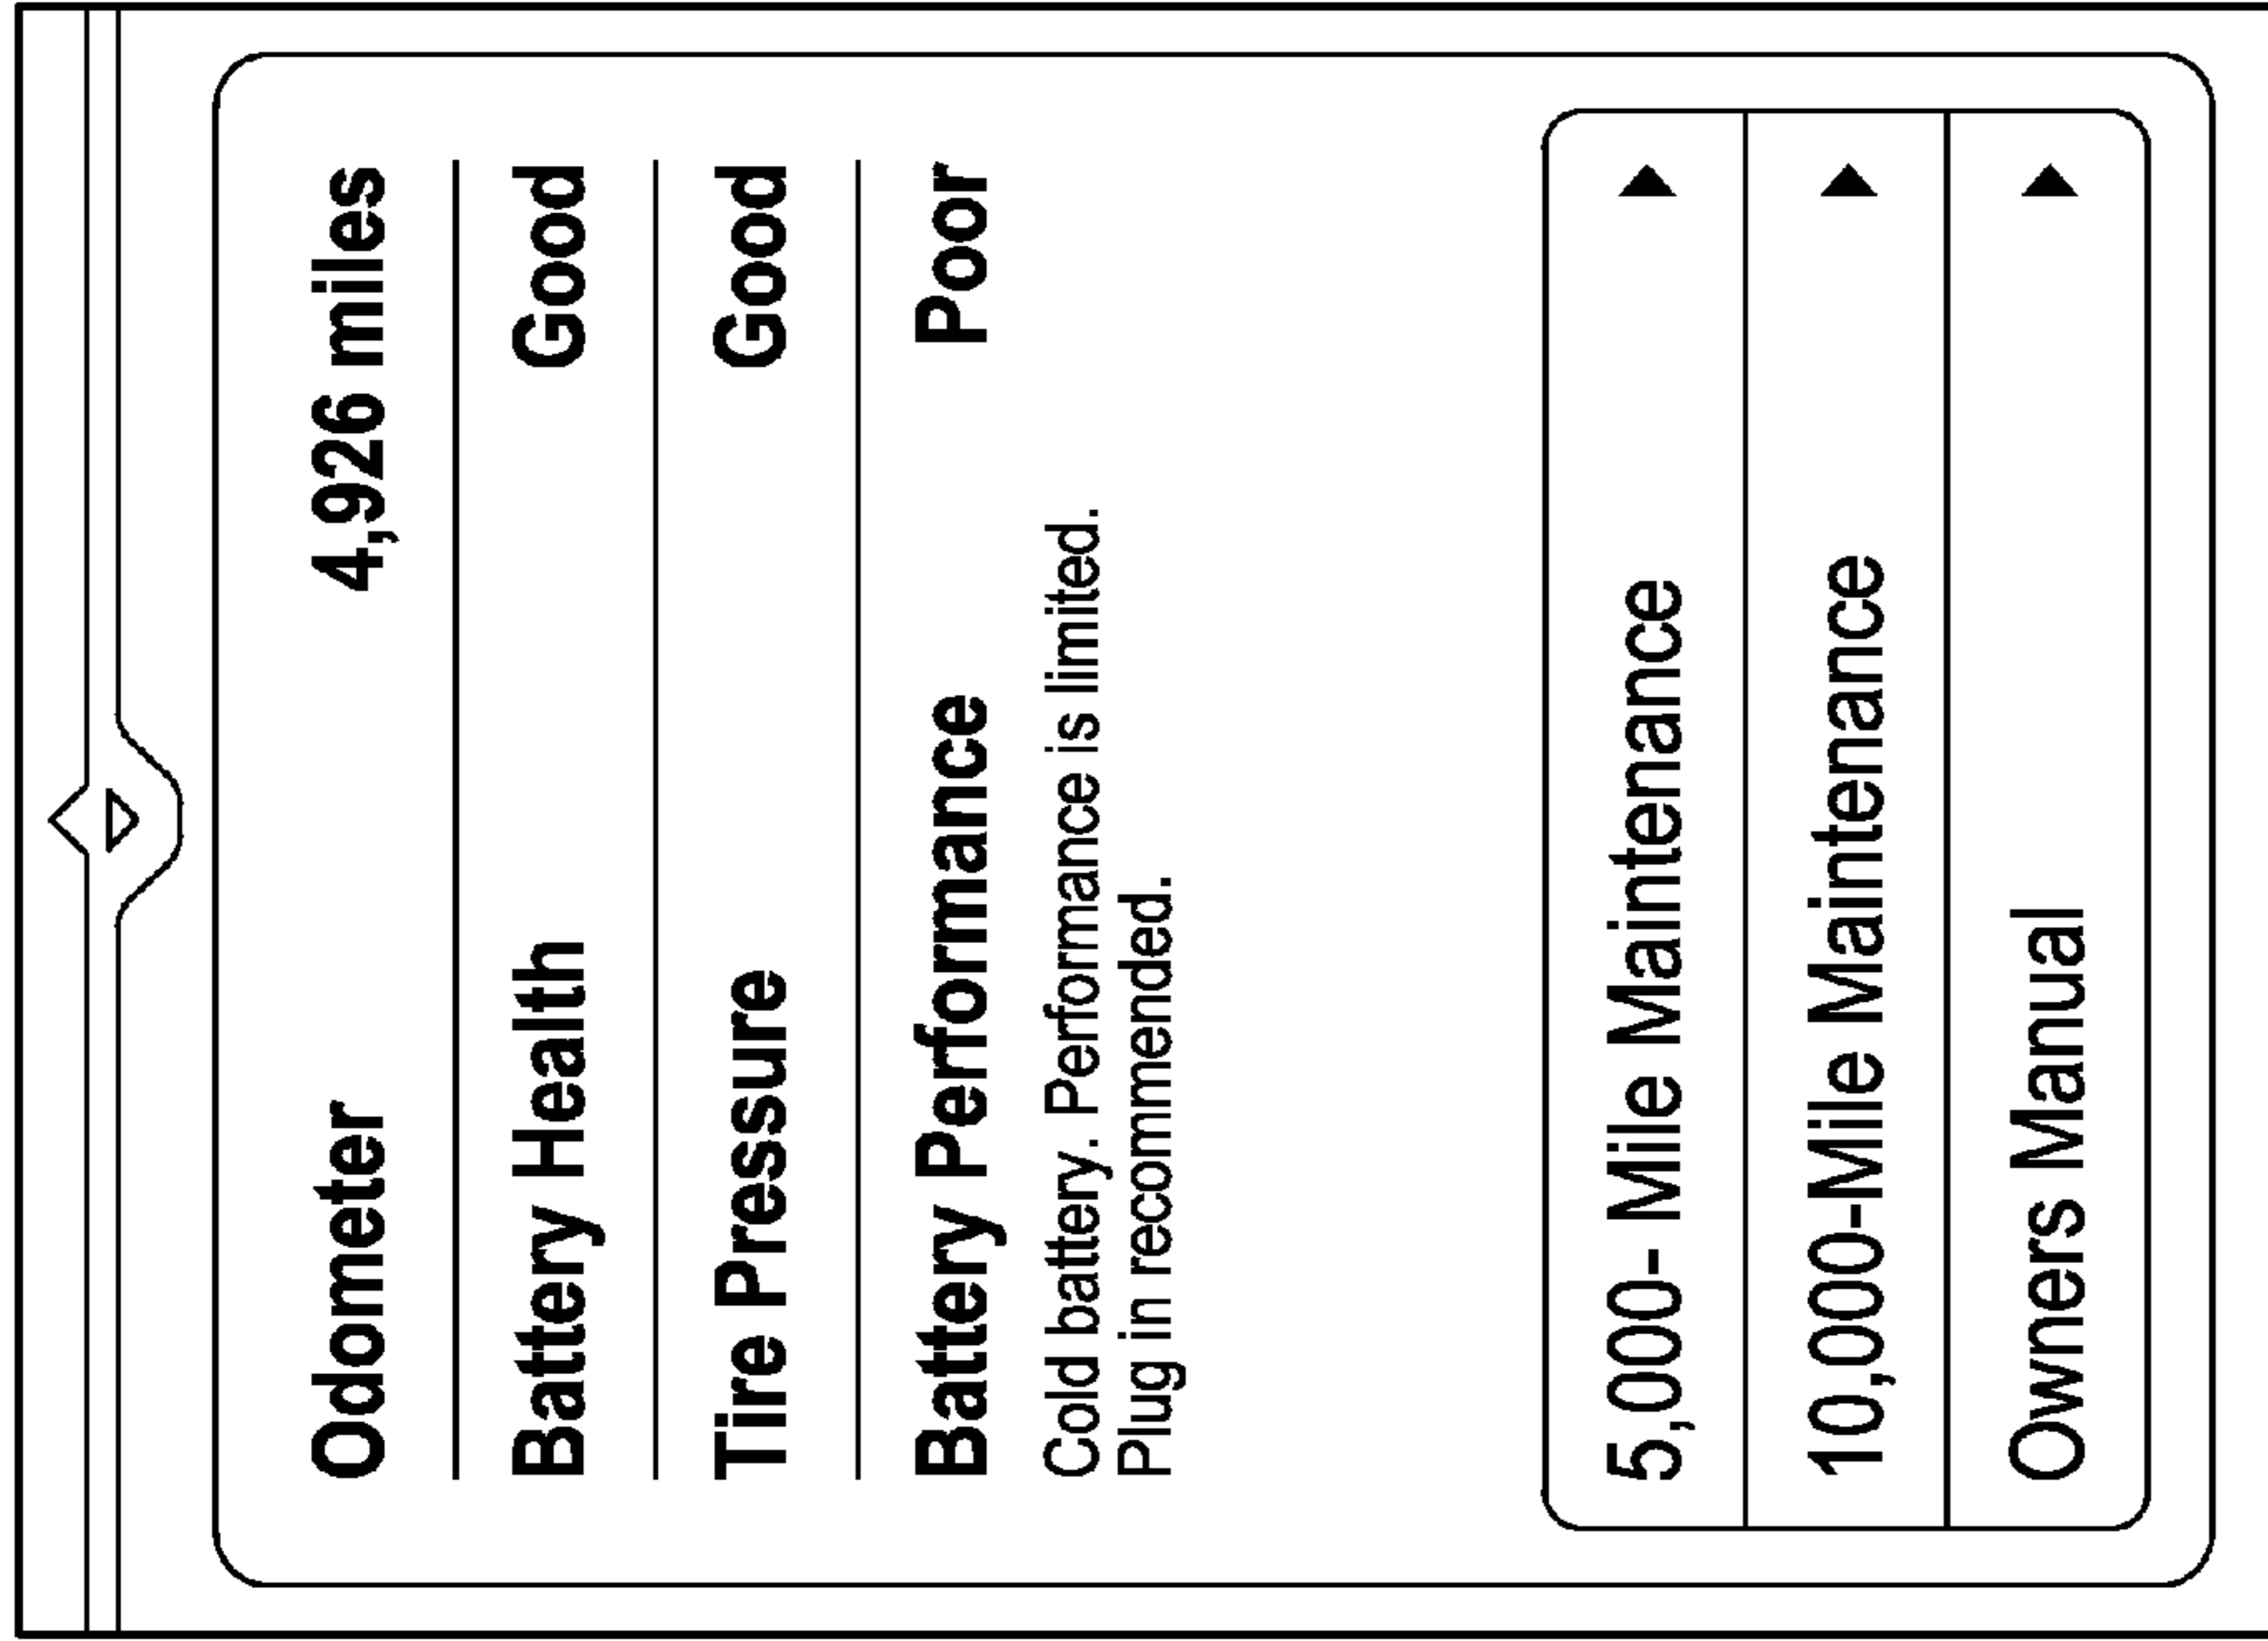 Odometer 4,926 miles
Battery Health Good
Tire Pressure Good
Battery Performance Poor
Cold battery. Performance is limited.
Plug in recommended.
5,000- Mile Maintenance
10,000-Mile Maintenance
Owners Manual